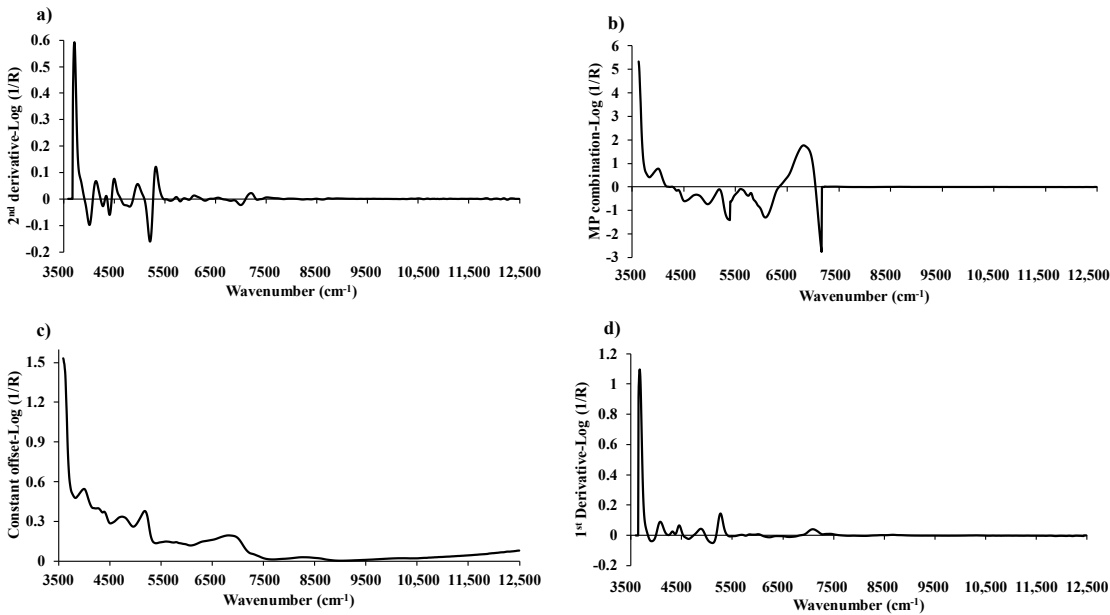 a)
2nd derivative-Log (1/R)
0.6
0.5
0.4
0.3
0.2
0.1
0
-0.1
-0.2
3500 4500 5500 6500 7500 8500 9500 10,500 11,500 12,500
Wavenumber (cm-1)
b)
MP combination-Log (1/R)
6
5
4
3
2
1
0
-1
-2
-3
3500 4500 5500 6500 7500 8500 9500 10,500 11,500 12,500
Wavenumber (cm-1)
c)
Constant offset-Log (1/R)
1.5
1.2
0.9
0.6
0.3
0
3500 4500 5500 6500 7500 8500 9500 10,500 11,500 12,500
Wavenumber (cm-1)
d)
1st Derivative-Log (1/R)
1.2
1
0.8
0.6
0.4
0.2
0
-0.2
3500 4500 5500 6500 7500 8500 9500 10,500 11,500 12,500
Wavenumber (cm-1)